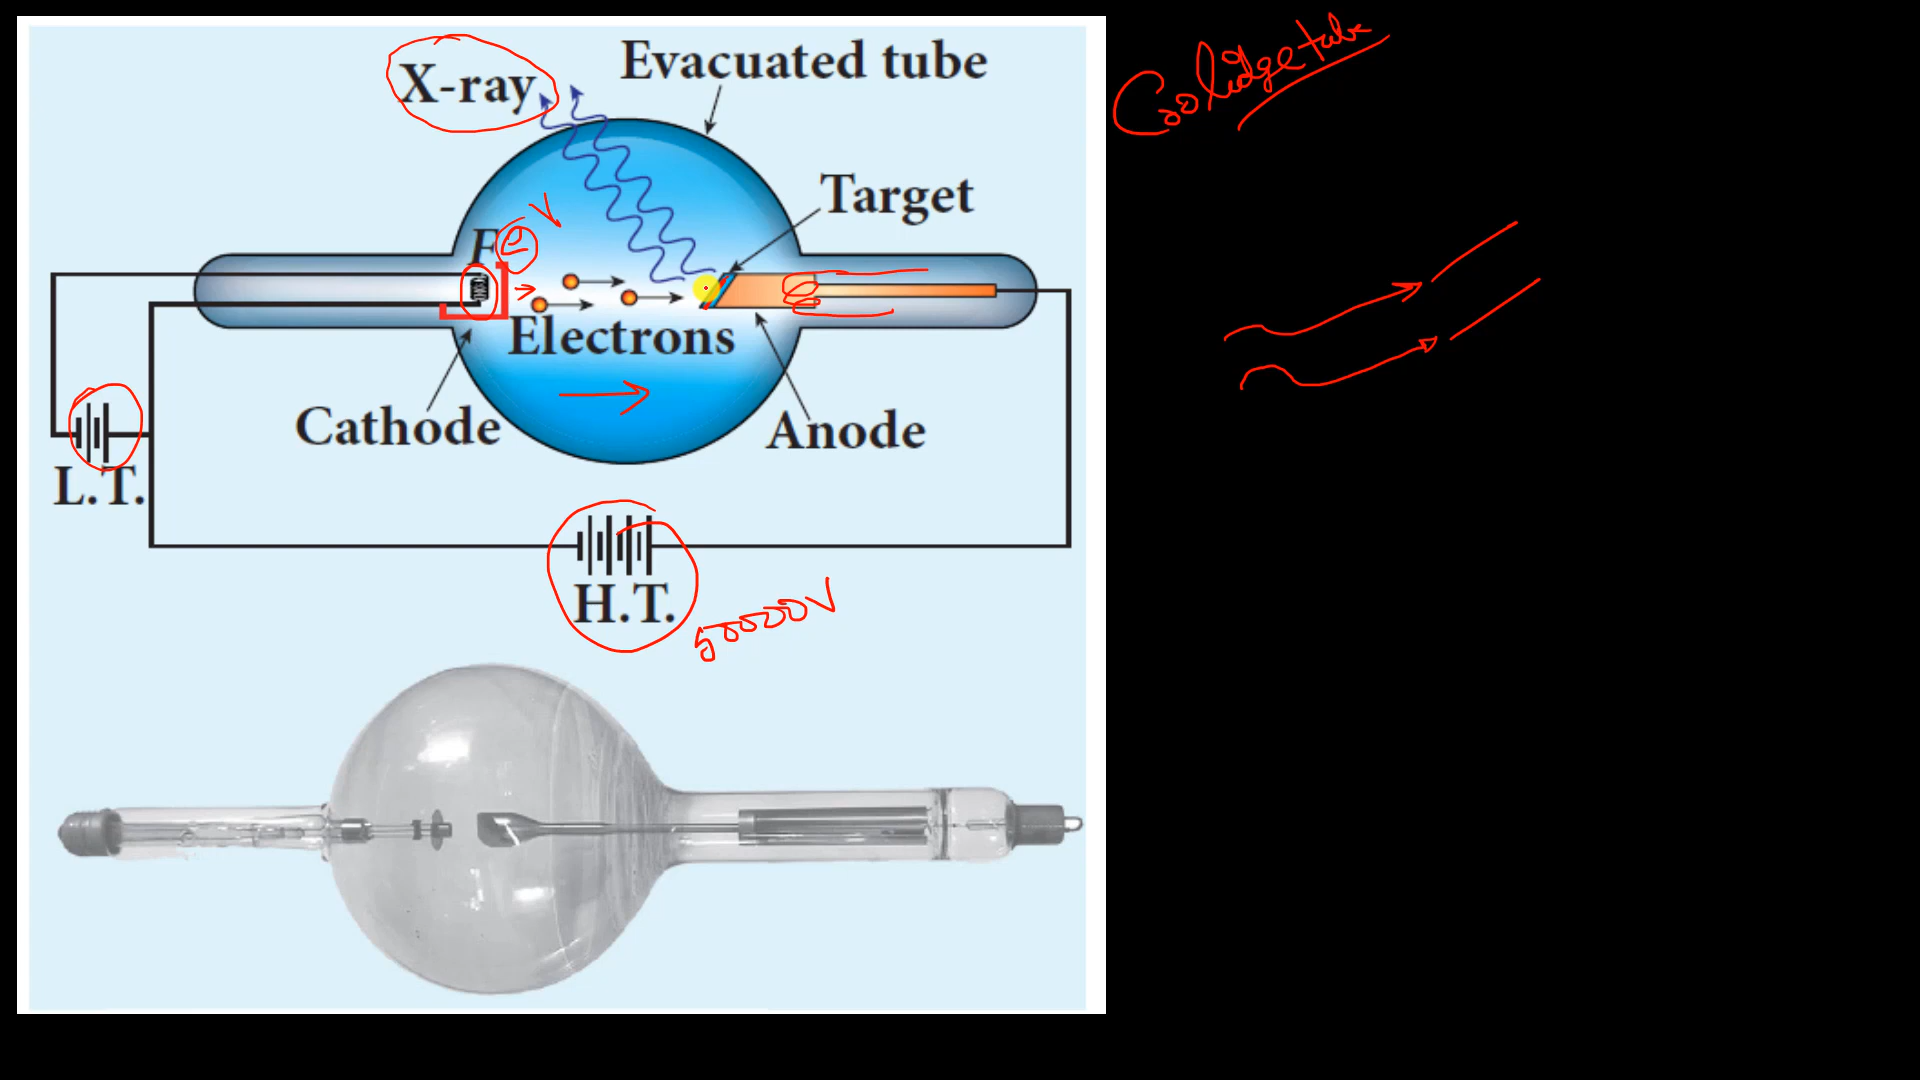 Coolidge tube
X-ray
Evacuated tube
Target
F
e V
Electrons
Cathode
Anode
L.T.
H.T.
50000V